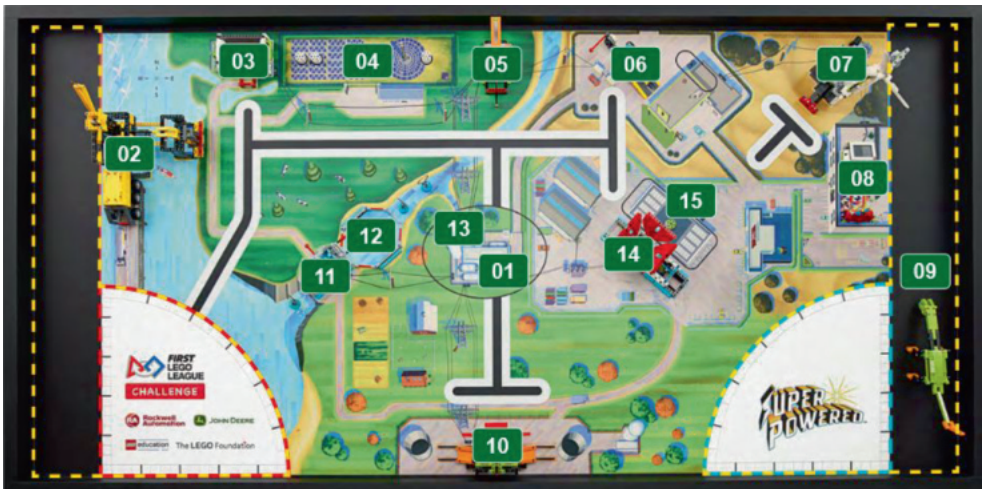 03
04
05
06
07
02
08
15
13
12
14
11
01
09
FIRST
LEGO
LEAGUE
CHALLENGE
Rockwell
Automation
JOHN DEERE
education
The LEGO Foundation
SUPER
POWERED
10